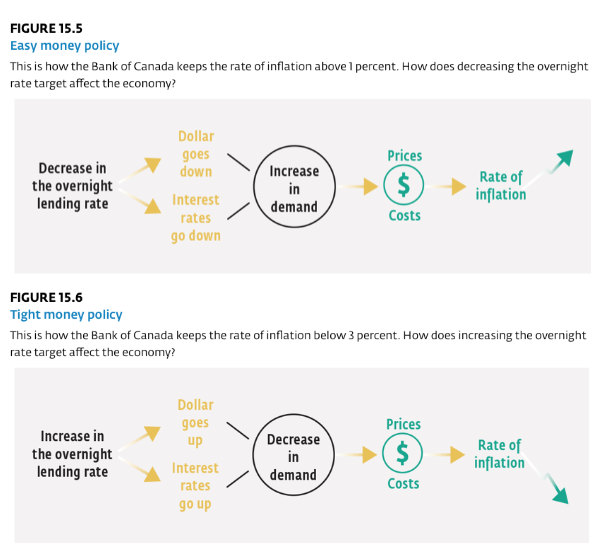 FIGURE 15.5
Easy money policy
This is how the Bank of Canada keeps the rate of inflation above 1 percent. How does decreasing the overnight
rate target affect the economy?
Decrease in
the overnight
lending rate
Dollar
goes
down
Interest
rates
go down
Increase
in
demand
Prices
$
Costs
Rate of
inflation
FIGURE 15.6
Tight money policy
This is how the Bank of Canada keeps the rate of inflation below 3 percent. How does increasing the overnight
rate target affect the economy?
Increase in
the overnight
lending rate
Dollar
goes
up
Interest
rates
go up
Decrease
in
demand
Prices
$
Costs
Rate of
inflation